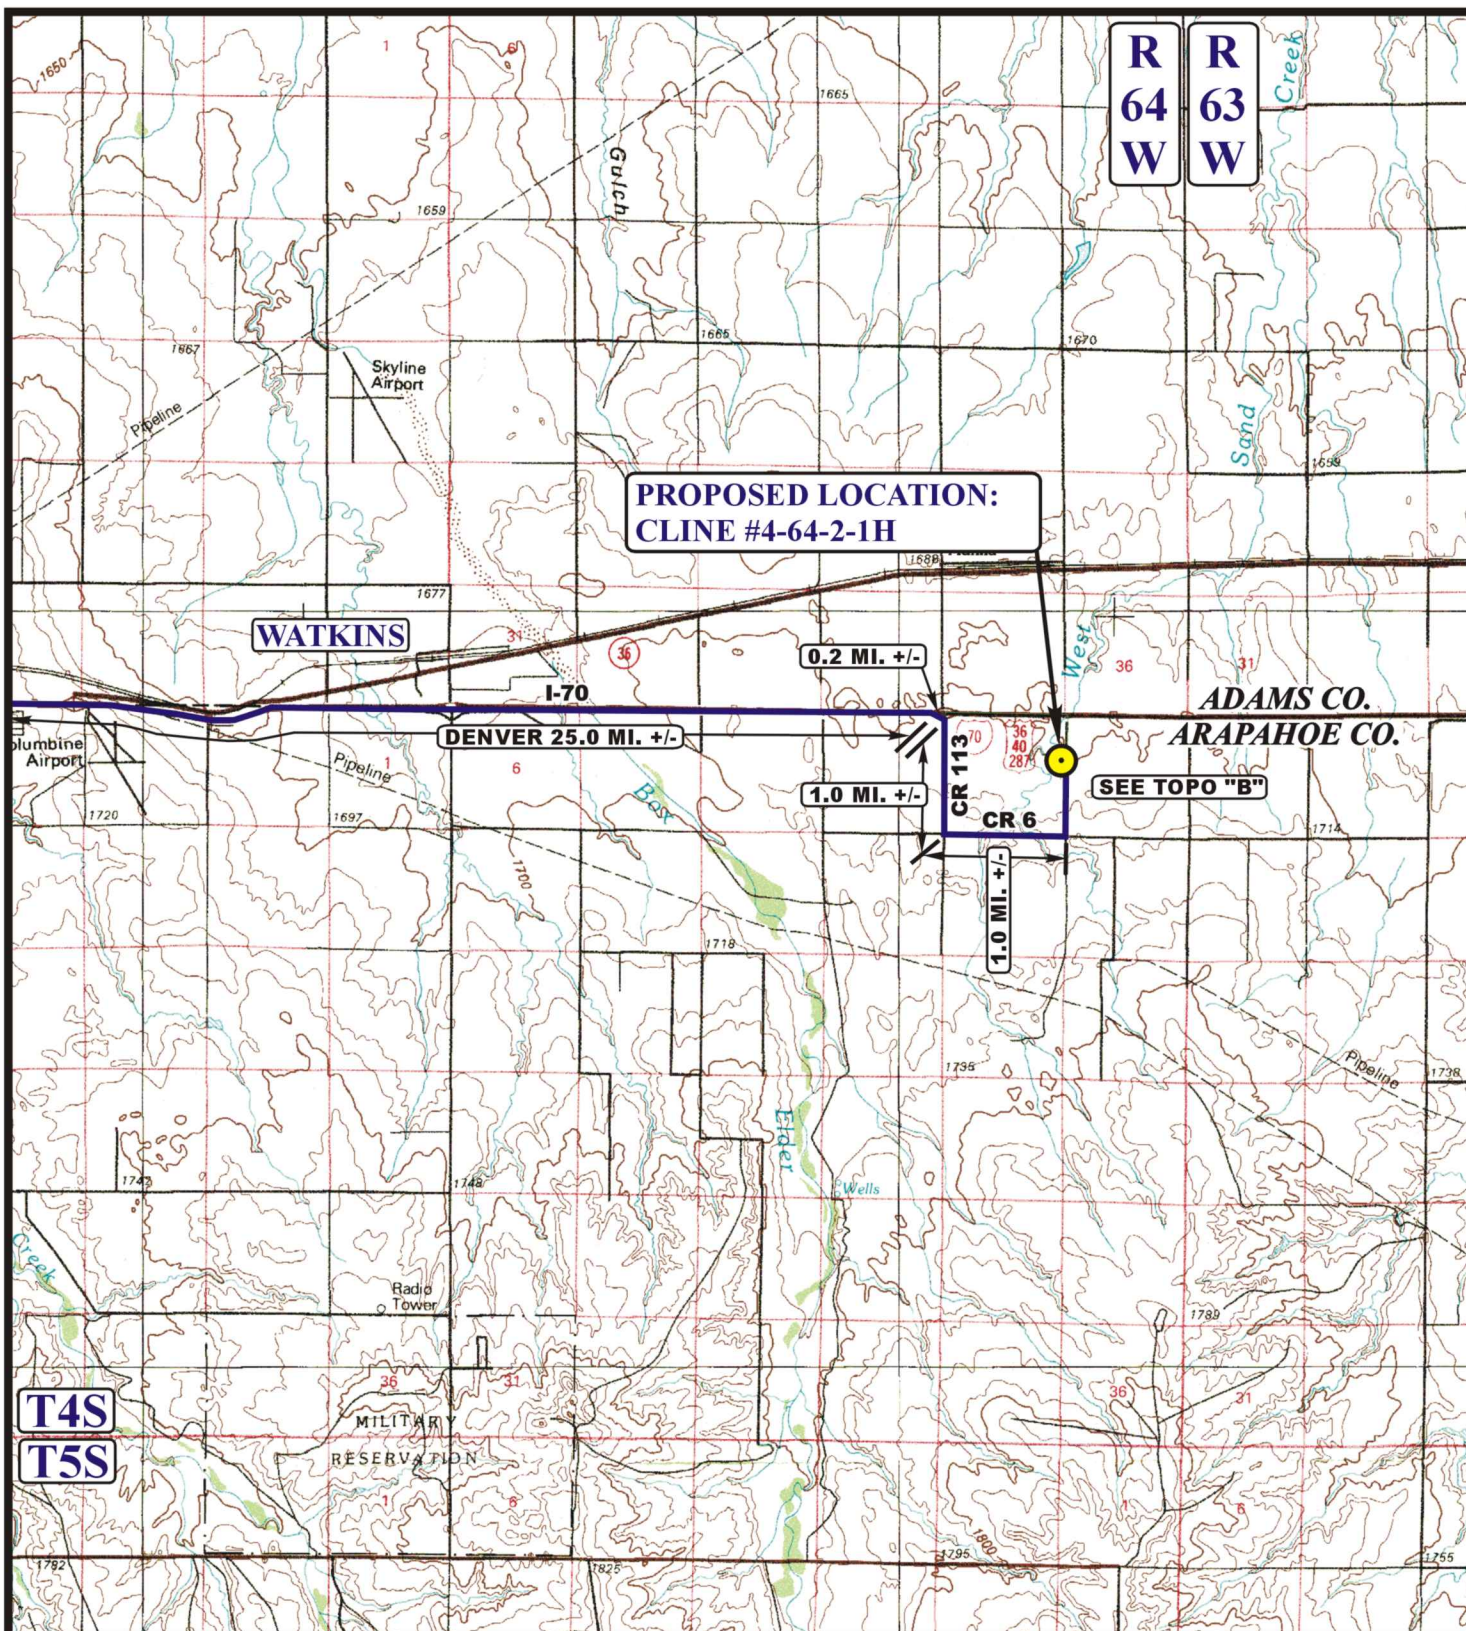 1650
1
6
1665
R
64
W
R
63
W
Creek
Gulch
1659
1667
Skyline
Airport
1665
1670
Pipeline
Sand
1659
PROPOSED LOCATION:
CLINE #4-64-2-1H
1680
1677
WATKINS
31
36
0.2 MI. +/-
West
36
31
I-70
ADAMS CO.
ARAPAHOE CO.
DENVER 25.0 MI. +/-
olumbine
Airport
Pipeline
1
6
70
36
40
287
CR 113
SEE TOPO "B"
Box
1.0 MI. +/-
CR 6
1720
1697
1714
1700
1.0 MI. +/-
1718
1735
Pipeline
1738
Elder
1747
1748
Wells
Creek
Radio
Tower
1789
36
31
36
31
T4S
MILITARY
T5S
RESERVATION
1
6
1
6
1782
1825
1795
1800
1755